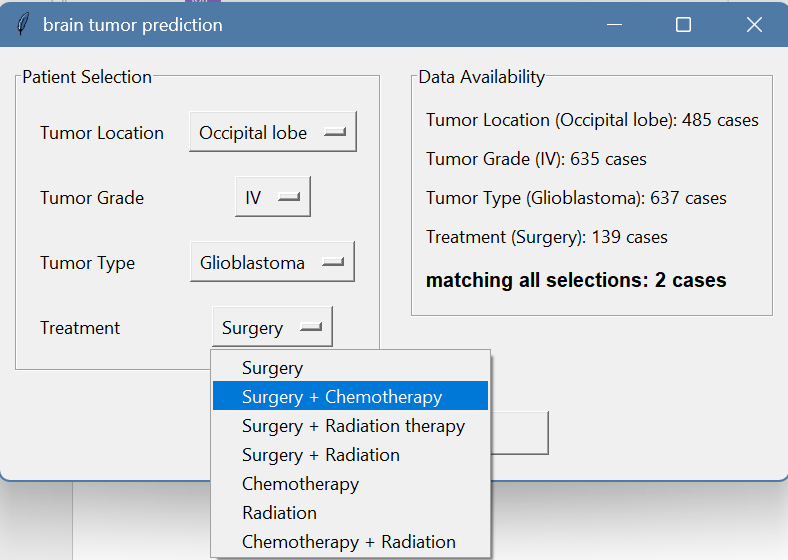 brain tumor prediction
Patient Selection
Tumor Location Occipital lobe
Tumor Grade IV
Tumor Type Glioblastoma
Treatment Surgery
Surgery
Surgery + Chemotherapy
Surgery + Radiation therapy
Surgery + Radiation
Chemotherapy
Radiation
Chemotherapy + Radiation
Data Availability
Tumor Location (Occipital lobe): 485 cases
Tumor Grade (IV): 635 cases
Tumor Type (Glioblastoma): 637 cases
Treatment (Surgery): 139 cases
matching all selections: 2 cases